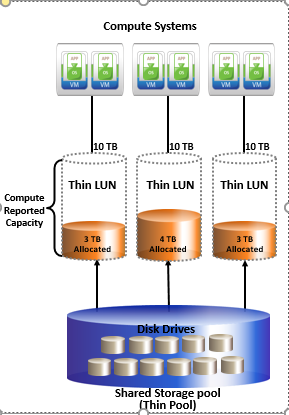 Compute Systems
APP APP APP APP APP APP
OS OS OS OS OS OS
VM VM VM VM VM VM
10 TB 10 TB 10 TB
Thin LUN Thin LUN Thin LUN
Compute
Reported
Capacity
3 TB 4 TB 3 TB
Allocated Allocated Allocated
Disk Drives
Shared Storage pool
(Thin Pool)